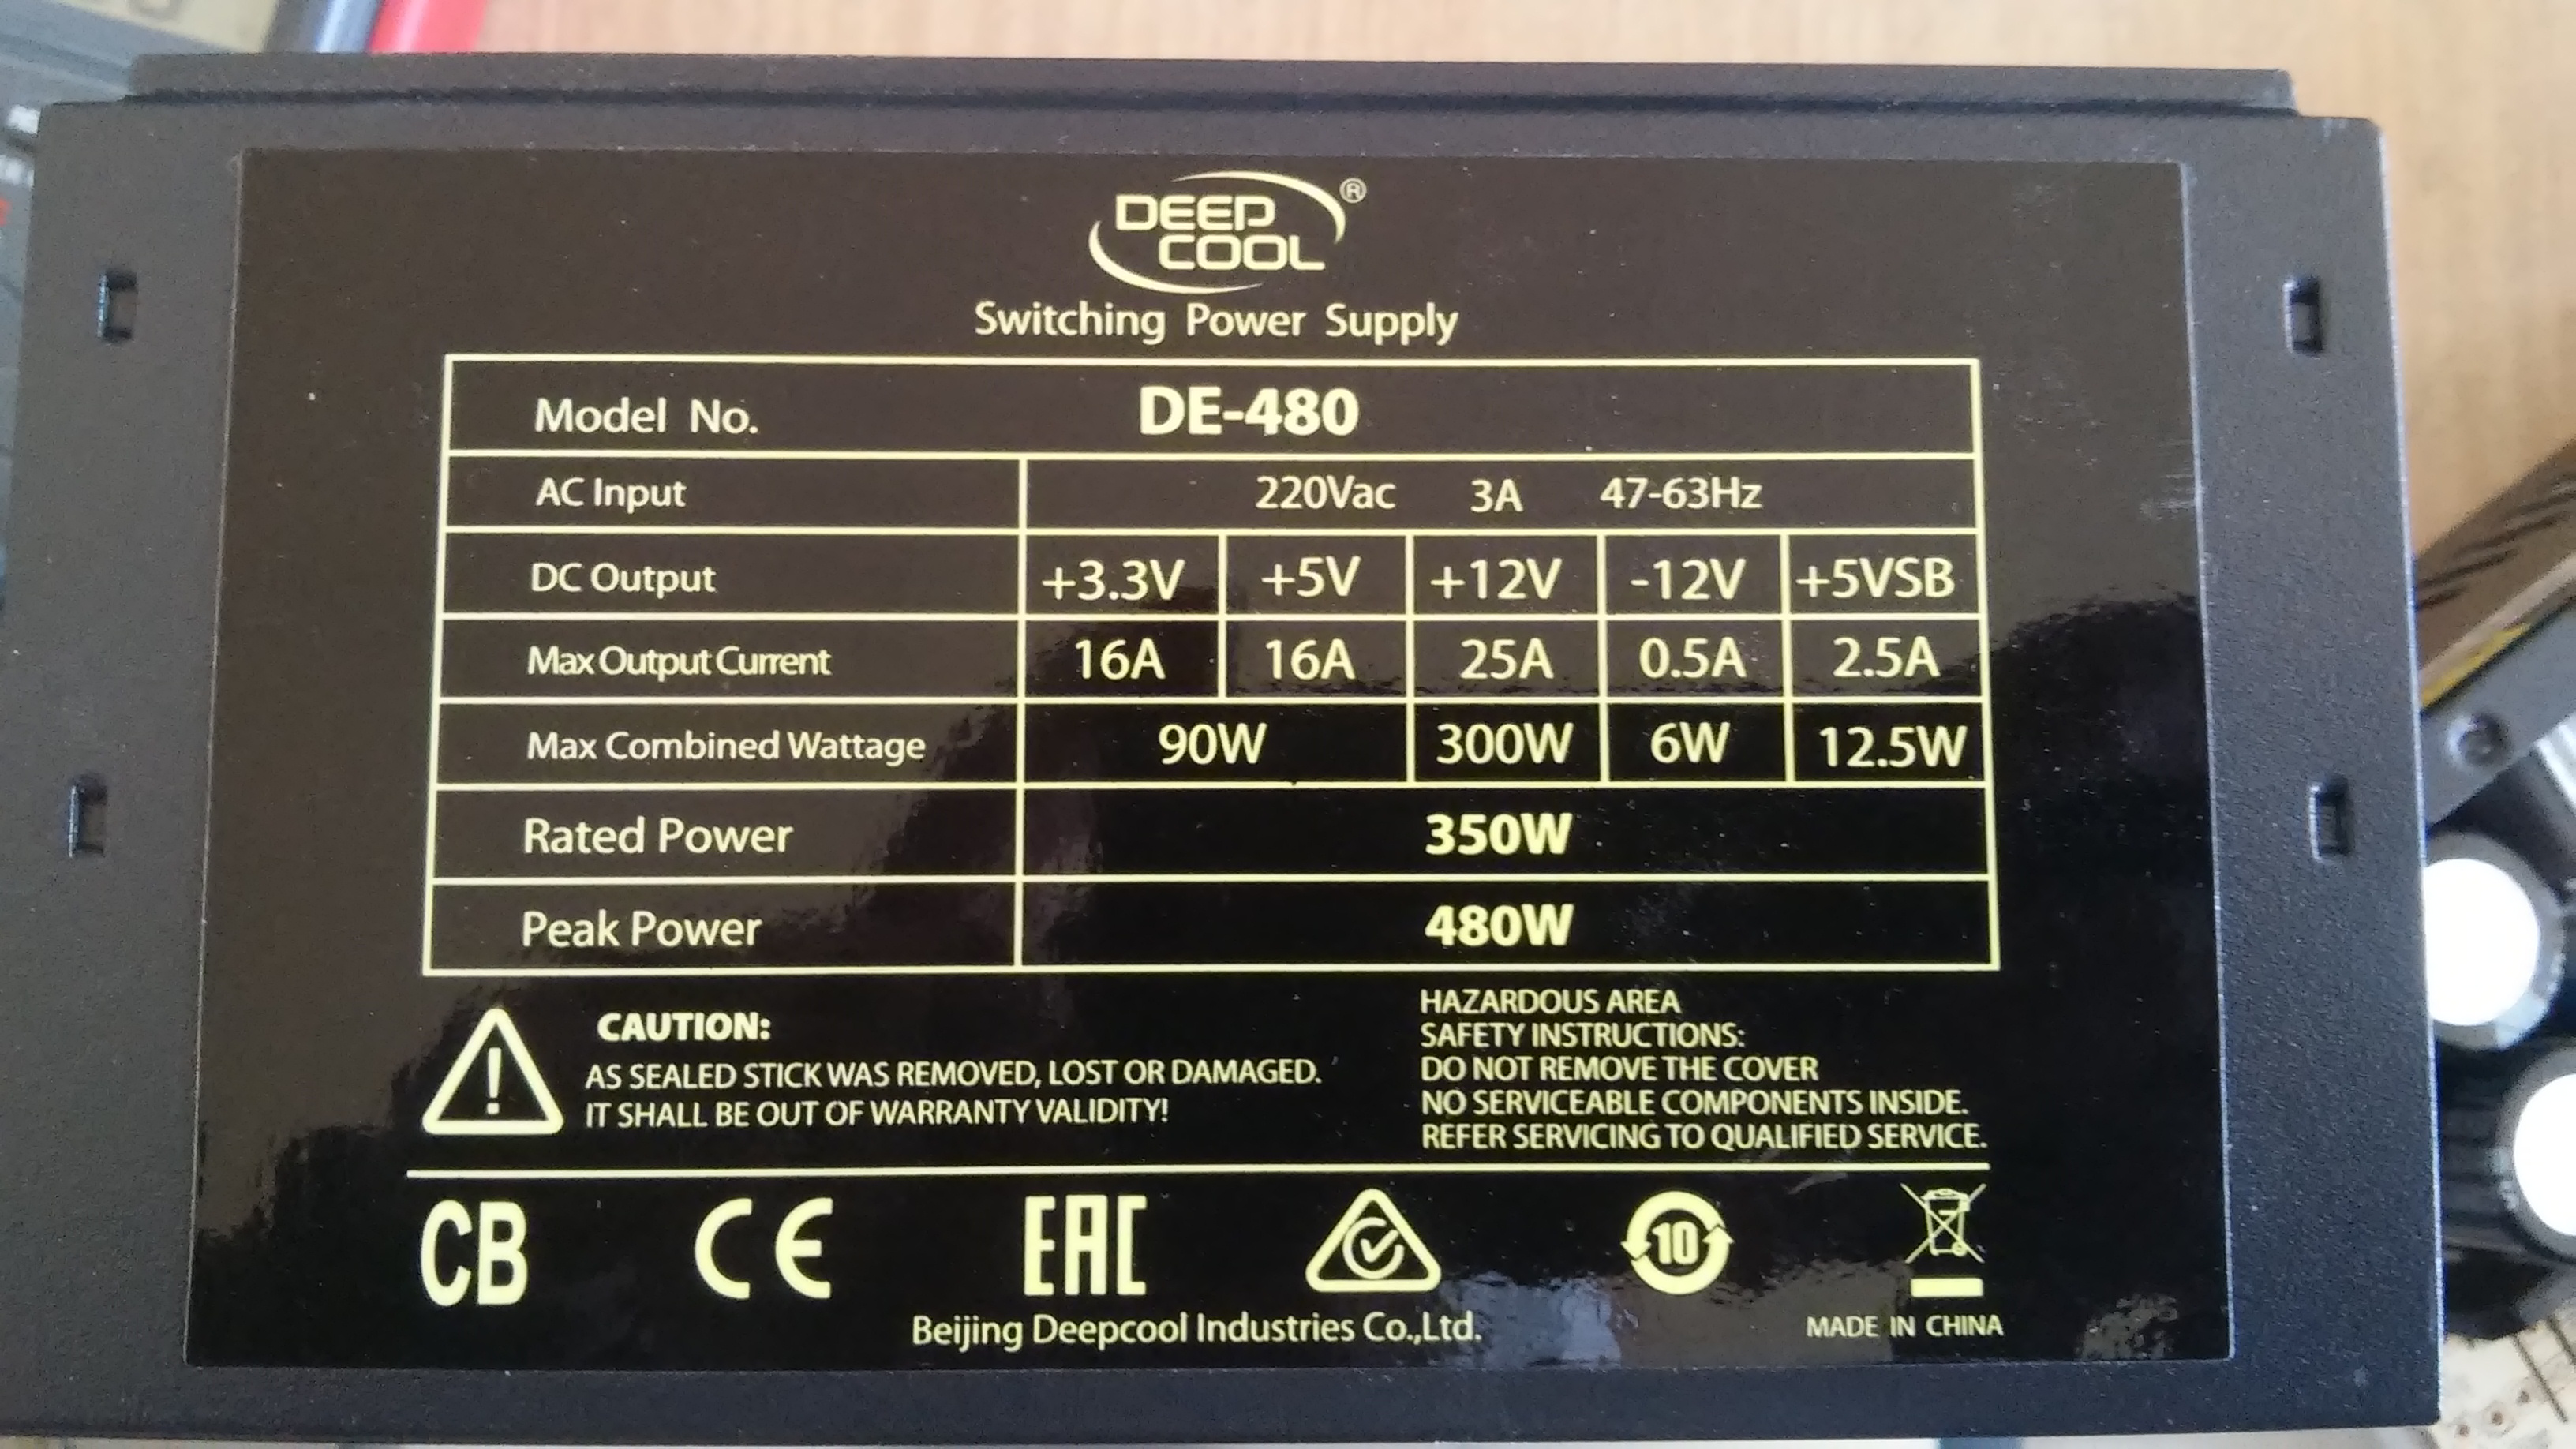 DEEP
COOL®
Switching Power Supply
Model No. DE-480
AC Input 220Vac 3A 47-63Hz
DC Output +3.3V +5V +12V -12V +5VSB
Max Output Current 16A 16A 25A 0.5A 2.5A
Max Combined Wattage 90W 300W 6W 12.5W
Rated Power 350W
Peak Power 480W
CAUTION:
AS SEALED STICK WAS REMOVED, LOST OR DAMAGED.
IT SHALL BE OUT OF WARRANTY VALIDITY!
HAZARDOUS AREA
SAFETY INSTRUCTIONS:
DO NOT REMOVE THE COVER
NO SERVICEABLE COMPONENTS INSIDE.
REFER SERVICING TO QUALIFIED SERVICE.
CB CE EAC 10
Beijing Deepcool Industries Co.,Ltd.
MADE IN CHINA